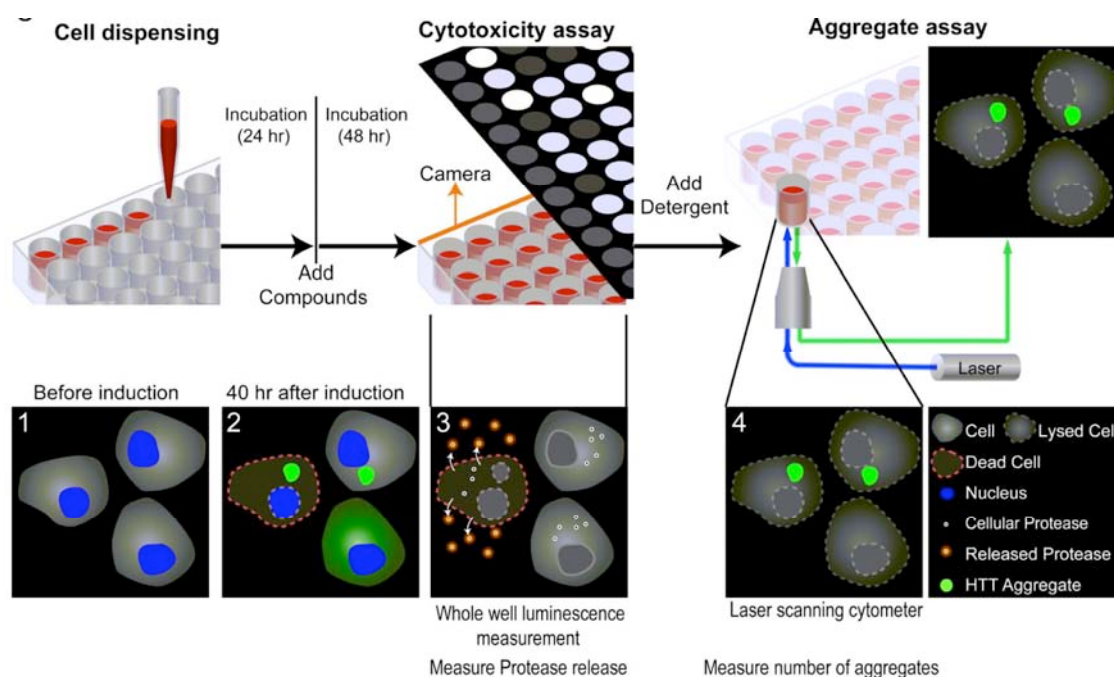 Cell dispensing
Cytotoxicity assay
Aggregate assay
Incubation
(24 hr)
Incubation
(48 hr)
Camera
Add
Compounds
Add
Detergent
Laser
Before induction
40 hr after induction
1
2
3
4
Cell
Lysed Cel
Dead Cell
Nucleus
Cellular Protease
Released Protease
HTT Aggregate
Whole well luminescence
measurement
Laser scanning cytometer
Measure Protease release
Measure number of aggregates